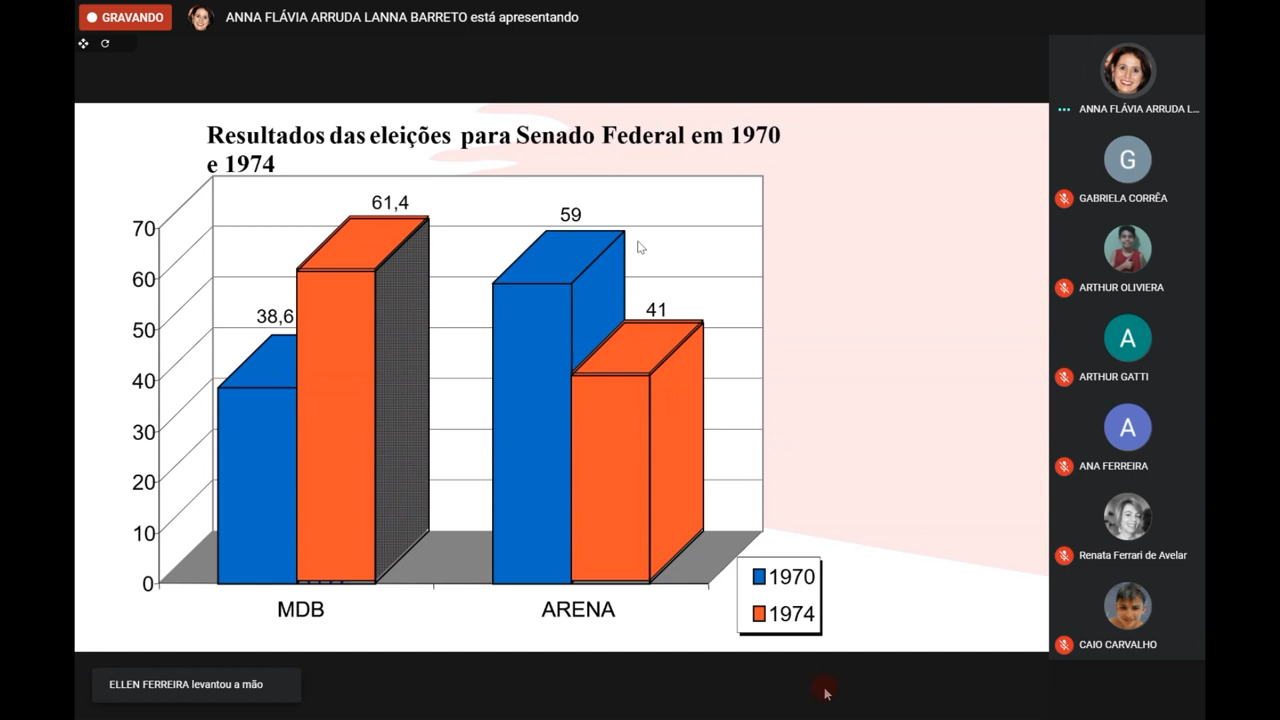 GRAVANDO
ANNA FLÁVIA ARRUDA LANNA BARRETO está apresentando
ANNA FLÁVIA ARRUDA L...
G
GABRIELA CORRÊA
ARTHUR OLIVIERA
A
ARTHUR GATTI
A
ANA FERREIRA
Renata Ferrari de Avelar
CAIO CARVALHO
Resultados das eleições para Senado Federal em 1970
e 1974
61,4
59
38,6
41
70
60
50
40
30
20
10
0
MDB
ARENA
1970
1974
ELLEN FERREIRA levantou a mão